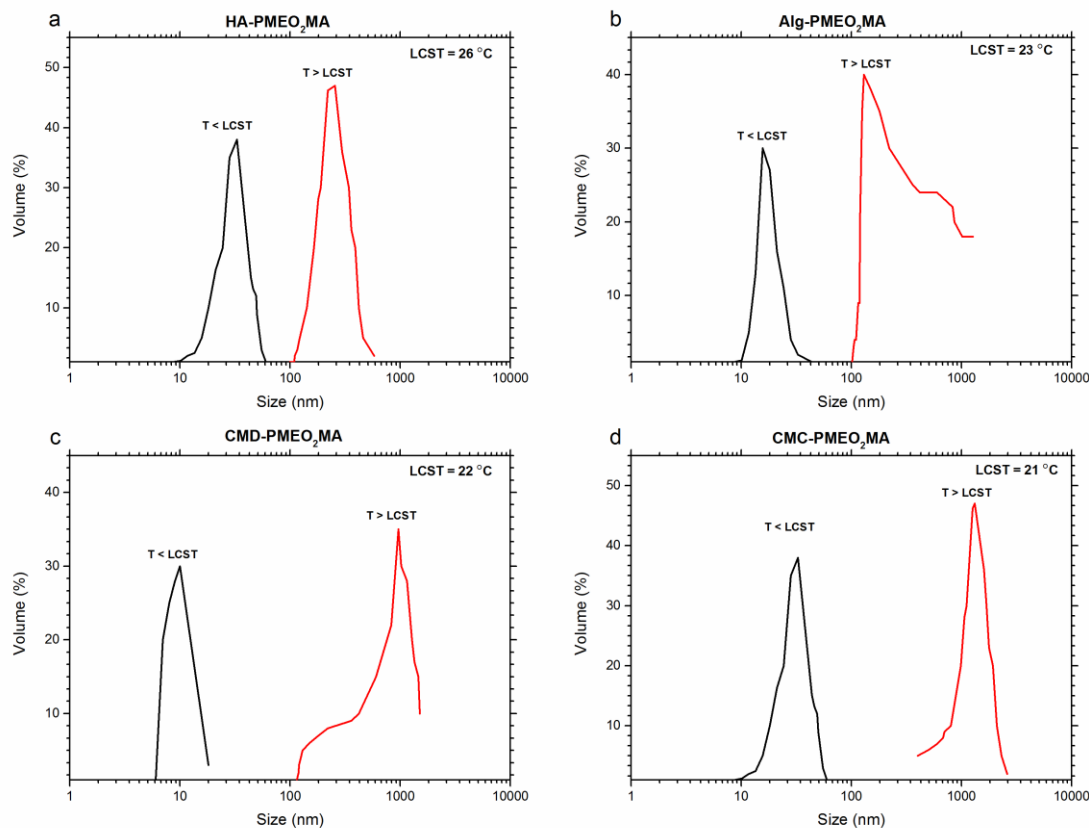 a
HA-PMEO₂MA
LCST = 26 °C
T > LCST
T < LCST
50
40
30
20
10
Volume (%)
1 10 100 1000 10000
Size (nm)
b
Alg-PMEO₂MA
LCST = 23 °C
T > LCST
T < LCST
40
30
20
10
Volume (%)
1 10 100 1000 10000
Size (nm)
c
CMD-PMEO₂MA
LCST = 22 °C
T > LCST
T < LCST
40
30
20
10
Volume (%)
1 10 100 1000 10000
Size (nm)
d
CMC-PMEO₂MA
LCST = 21 °C
T > LCST
T < LCST
50
40
30
20
10
Volume (%)
1 10 100 1000 10000
Size (nm)